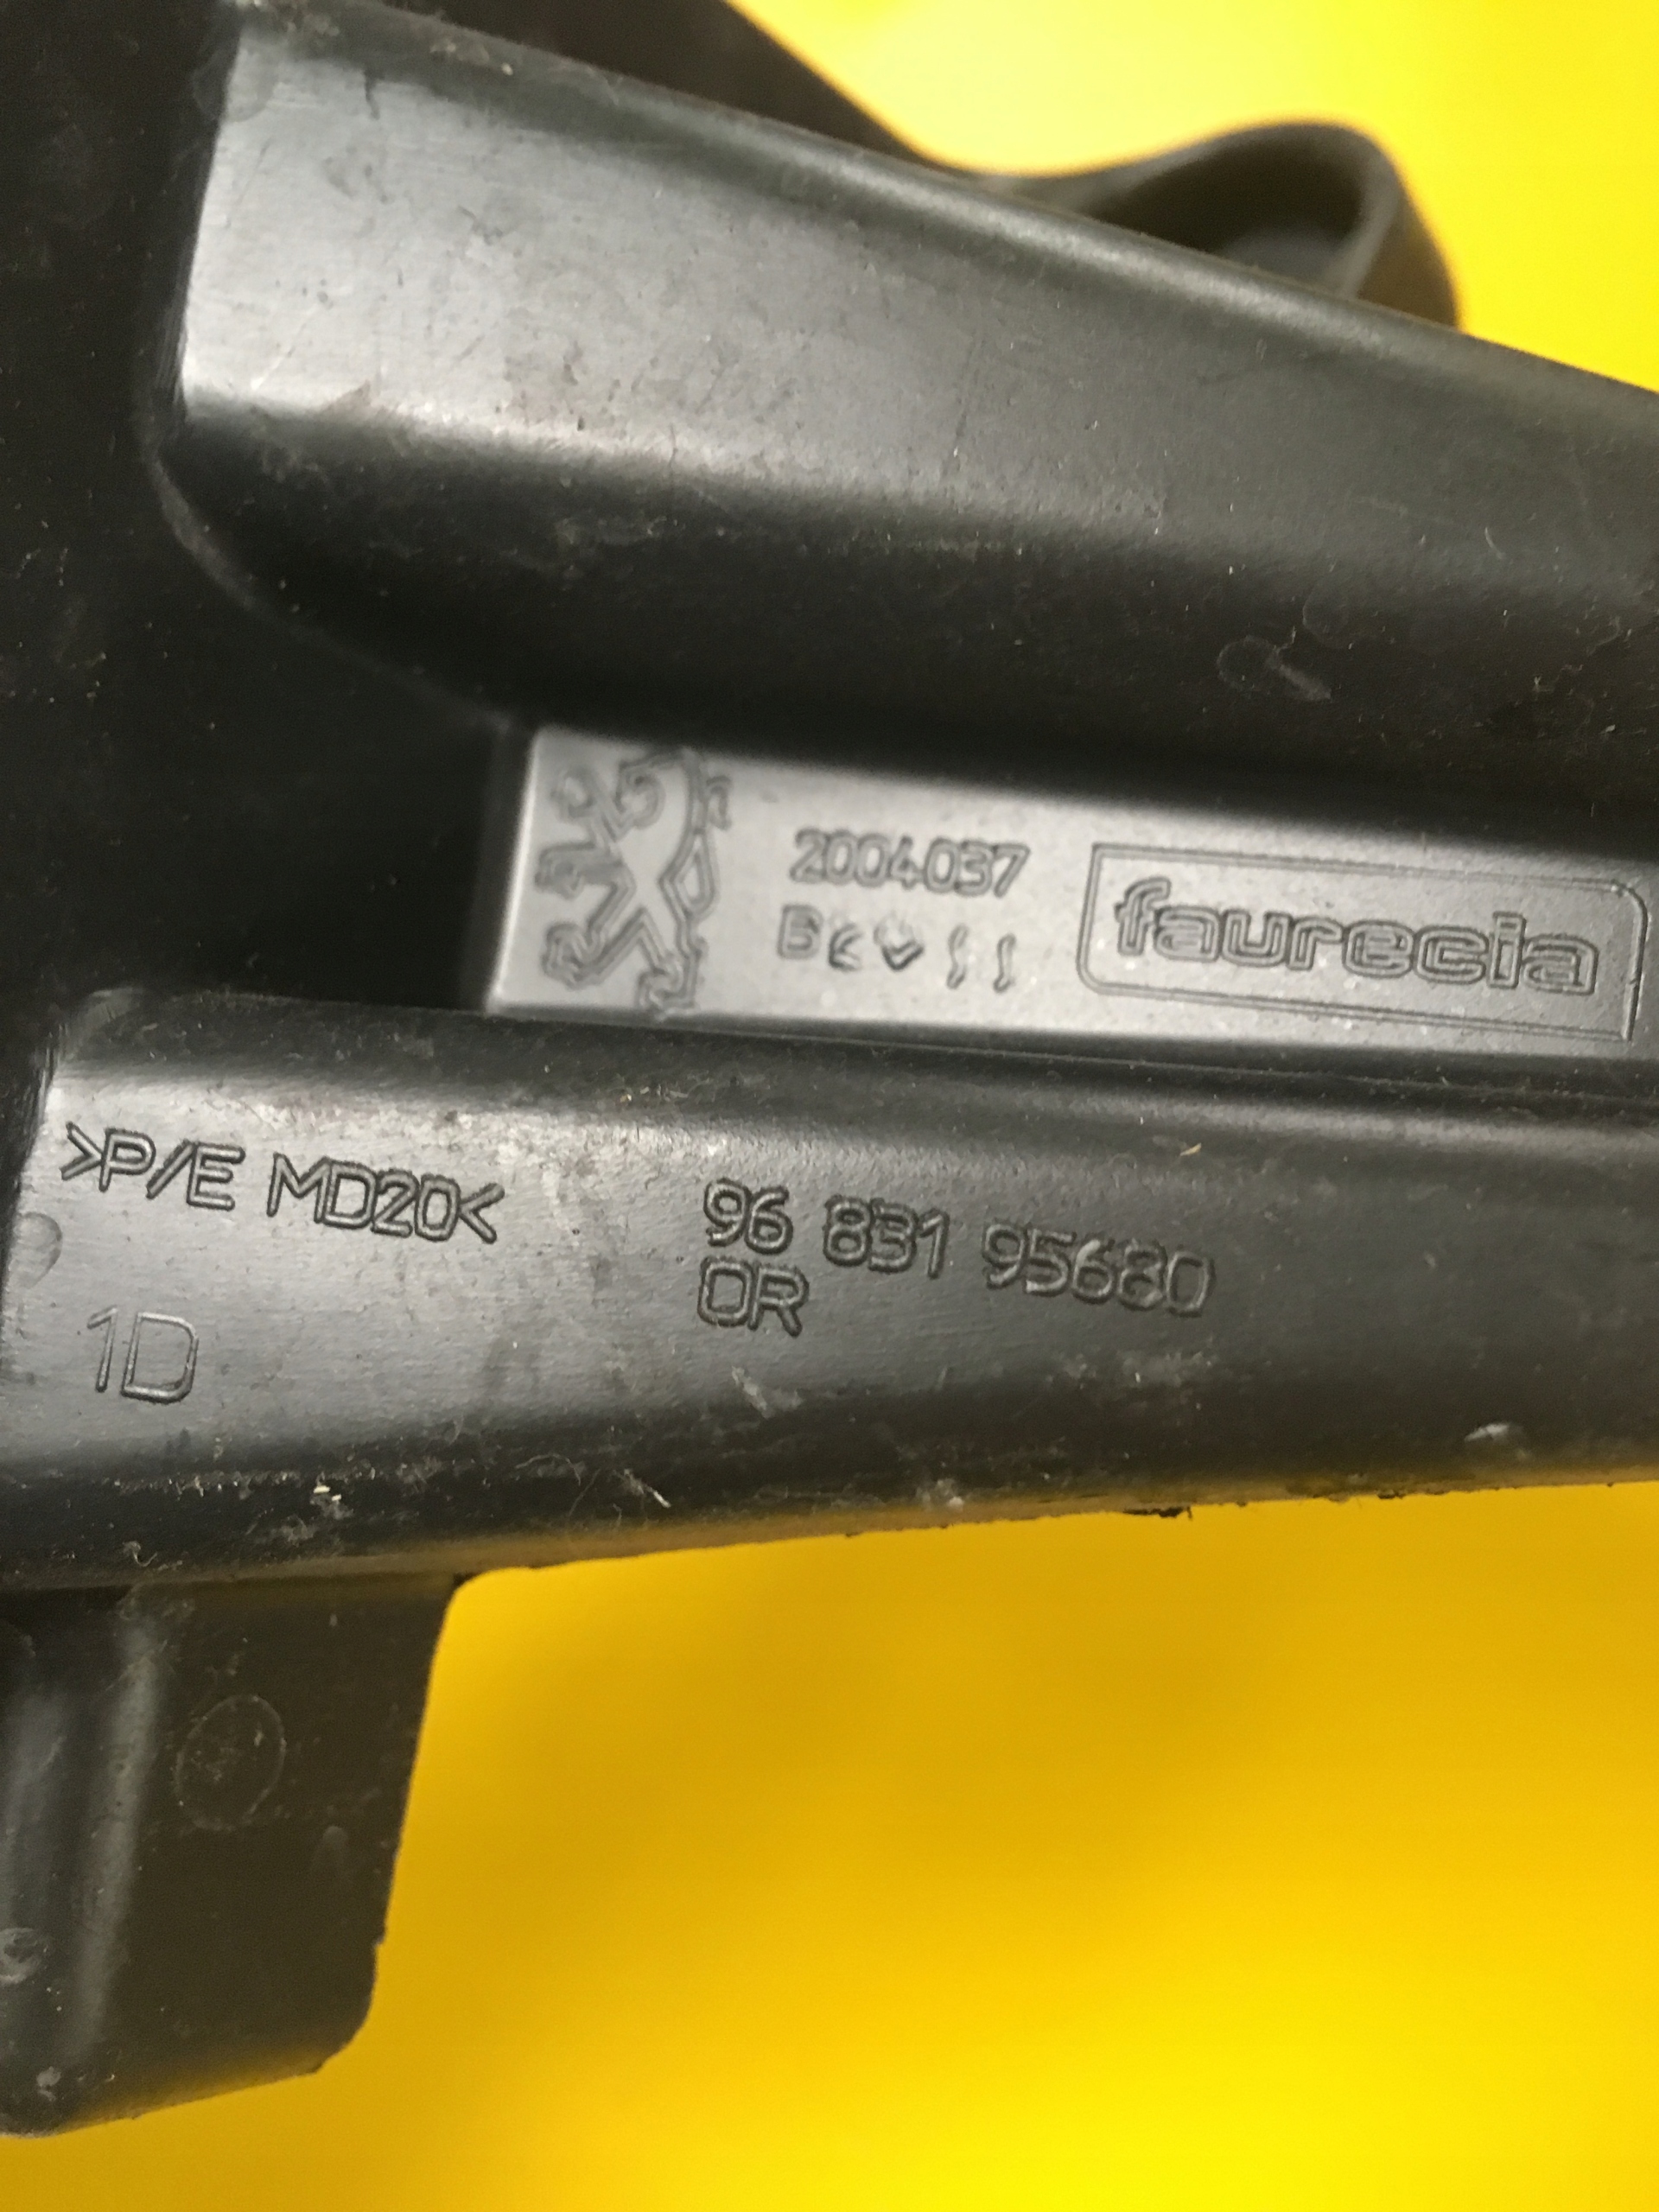 2004037
faurecia
>P/E MD20<
96 831 95680
OR
1D